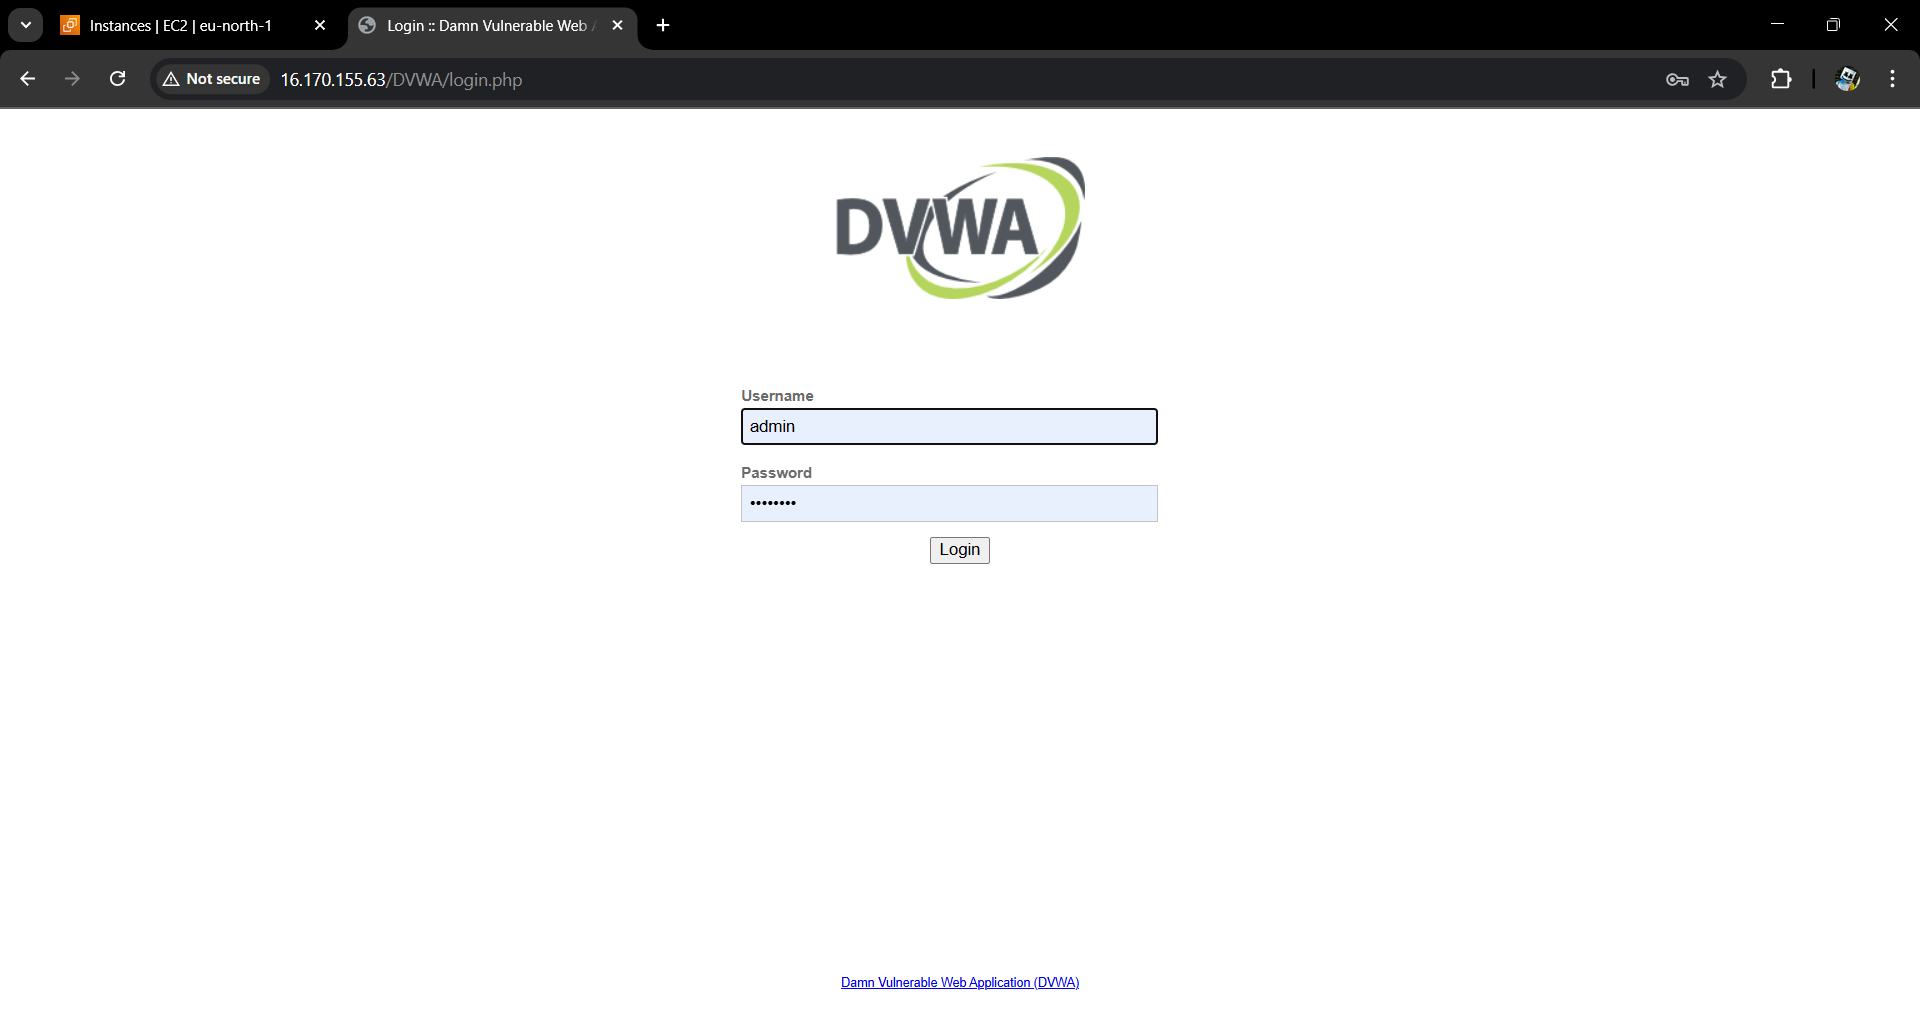 Instances | EC2 | eu-north-1
Login :: Damn Vulnerable Web
Not secure
16.170.155.63/DVWA/login.php
DVWA
Username
admin
Password
••••••••
Login
Damn Vulnerable Web Application (DVWA)